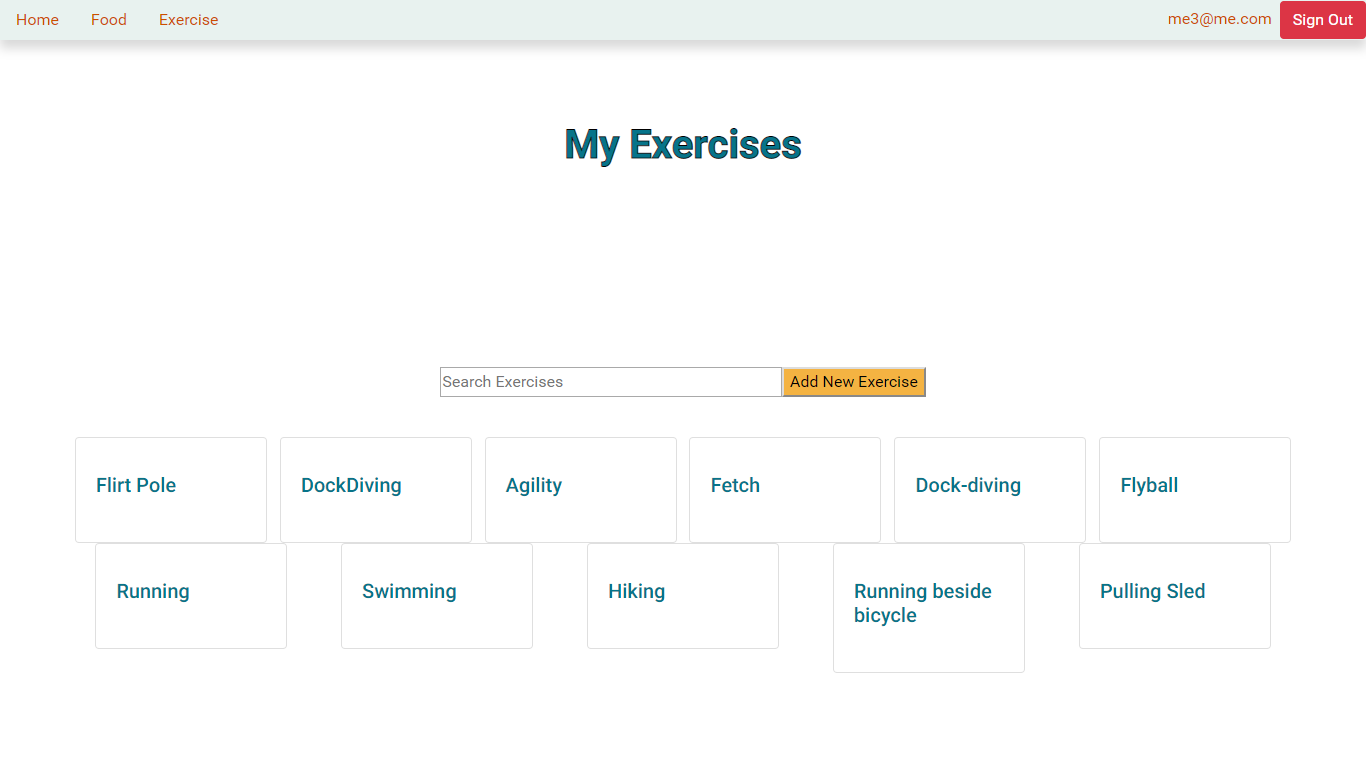 Home Food Exercise me3@me.com Sign Out
My Exercises
Search Exercises Add New Exercise
Flirt Pole DockDiving Agility Fetch Dock-diving Flyball
Running Swimming Hiking Running beside Pulling Sled
bicycle